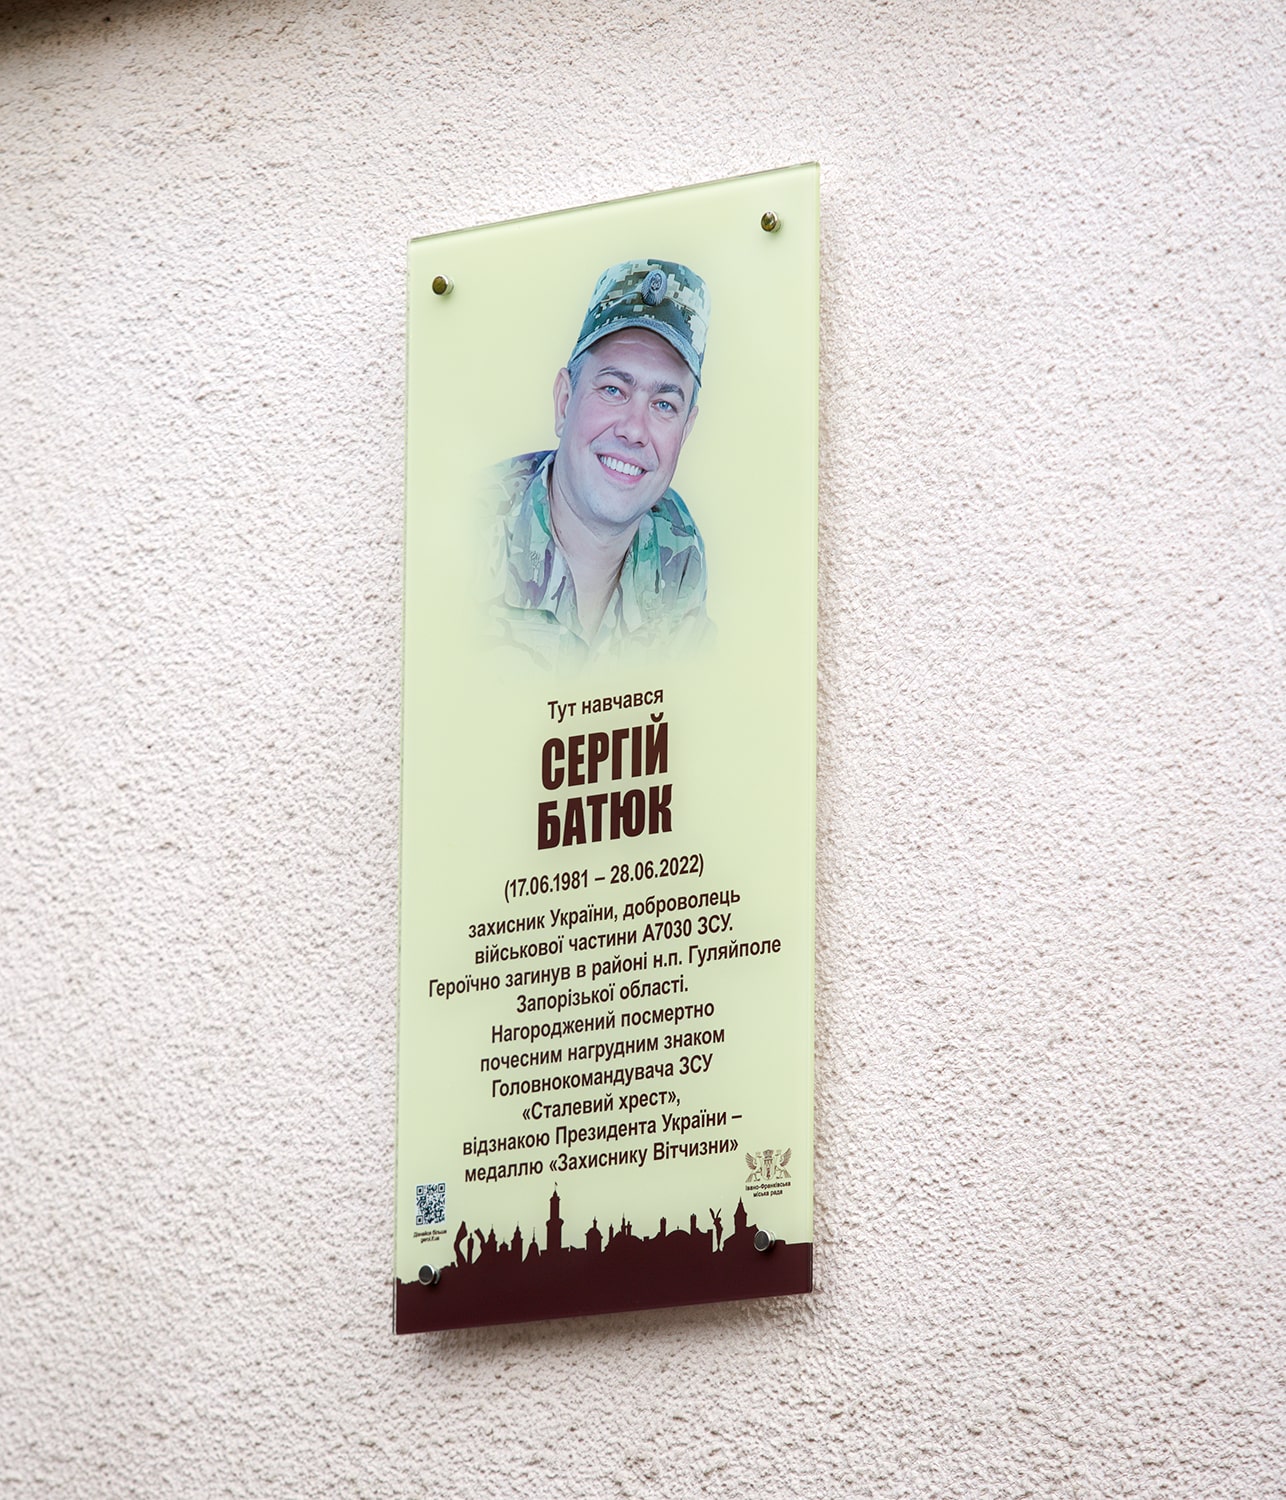 Тут навчався
СЕРГІЙ
БАТЮК
(17.06.1981 – 28.06.2022)
захисник України, доброволець
військової частини А7030 ЗСУ.
Героїчно загинув в районі н.п. Гуляйполе
Запорізької області.
Нагороджений посмертно
почесним нагрудним знаком
Головнокомандувача ЗСУ
«Сталевий хрест»,
відзнакою Президента України –
медаллю «Захиснику Вітчизни»
Івано-Франківська
міська рада
Дізнайся більше